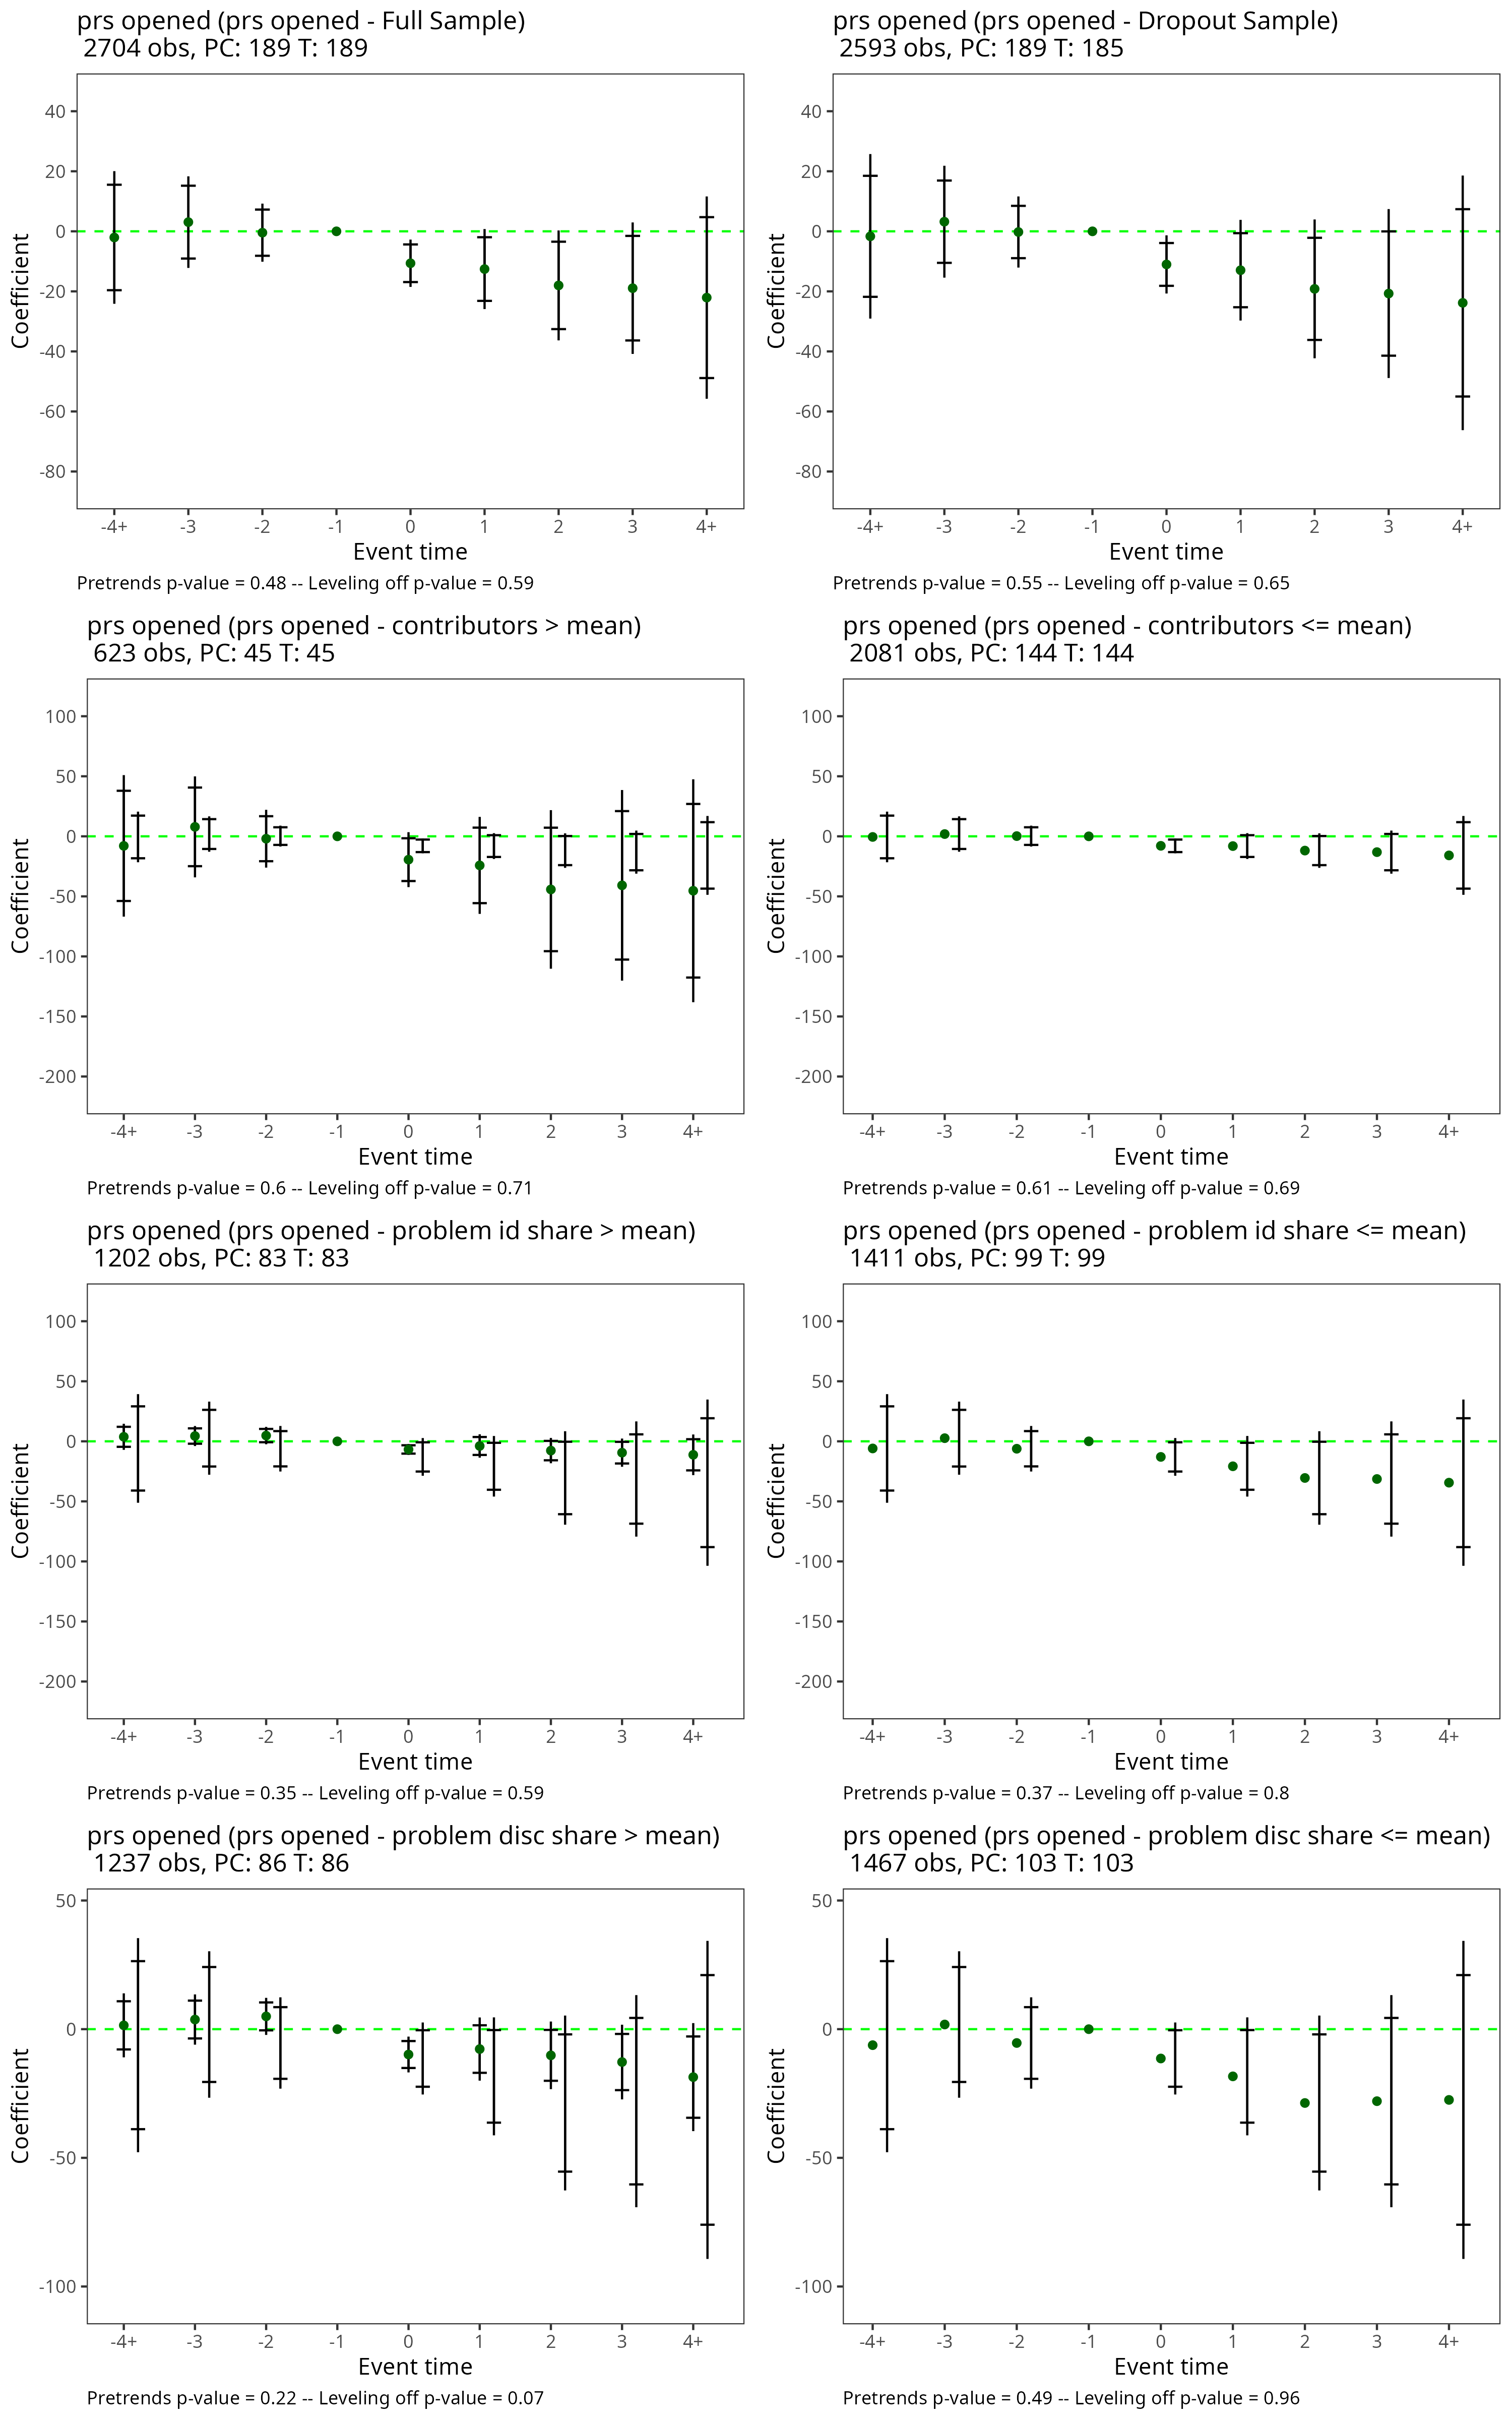 prs opened (prs opened - Full Sample)
2704 obs, PC: 189 T: 189
40
20
0
-20
-40
-60
-80
Coefficient
-4+ -3 -2 -1 0 1 2 3 4+
Event time
Pretrends p-value = 0.48 -- Leveling off p-value = 0.59
prs opened (prs opened - Dropout Sample)
2593 obs, PC: 189 T: 185
40
20
0
-20
-40
-60
-80
Coefficient
-4+ -3 -2 -1 0 1 2 3 4+
Event time
Pretrends p-value = 0.55 -- Leveling off p-value = 0.65
prs opened (prs opened - contributors > mean)
623 obs, PC: 45 T: 45
100
50
0
-50
-100
-150
-200
Coefficient
-4+ -3 -2 -1 0 1 2 3 4+
Event time
Pretrends p-value = 0.6 -- Leveling off p-value = 0.71
prs opened (prs opened - contributors <= mean)
2081 obs, PC: 144 T: 144
100
50
0
-50
-100
-150
-200
Coefficient
-4+ -3 -2 -1 0 1 2 3 4+
Event time
Pretrends p-value = 0.61 -- Leveling off p-value = 0.69
prs opened (prs opened - problem id share > mean)
1202 obs, PC: 83 T: 83
100
50
0
-50
-100
-150
-200
Coefficient
-4+ -3 -2 -1 0 1 2 3 4+
Event time
Pretrends p-value = 0.35 -- Leveling off p-value = 0.59
prs opened (prs opened - problem id share <= mean)
1411 obs, PC: 99 T: 99
100
50
0
-50
-100
-150
-200
Coefficient
-4+ -3 -2 -1 0 1 2 3 4+
Event time
Pretrends p-value = 0.37 -- Leveling off p-value = 0.8
prs opened (prs opened - problem disc share > mean)
1237 obs, PC: 86 T: 86
50
0
-50
-100
Coefficient
-4+ -3 -2 -1 0 1 2 3 4+
Event time
Pretrends p-value = 0.22 -- Leveling off p-value = 0.07
prs opened (prs opened - problem disc share <= mean)
1467 obs, PC: 103 T: 103
50
0
-50
-100
Coefficient
-4+ -3 -2 -1 0 1 2 3 4+
Event time
Pretrends p-value = 0.49 -- Leveling off p-value = 0.96